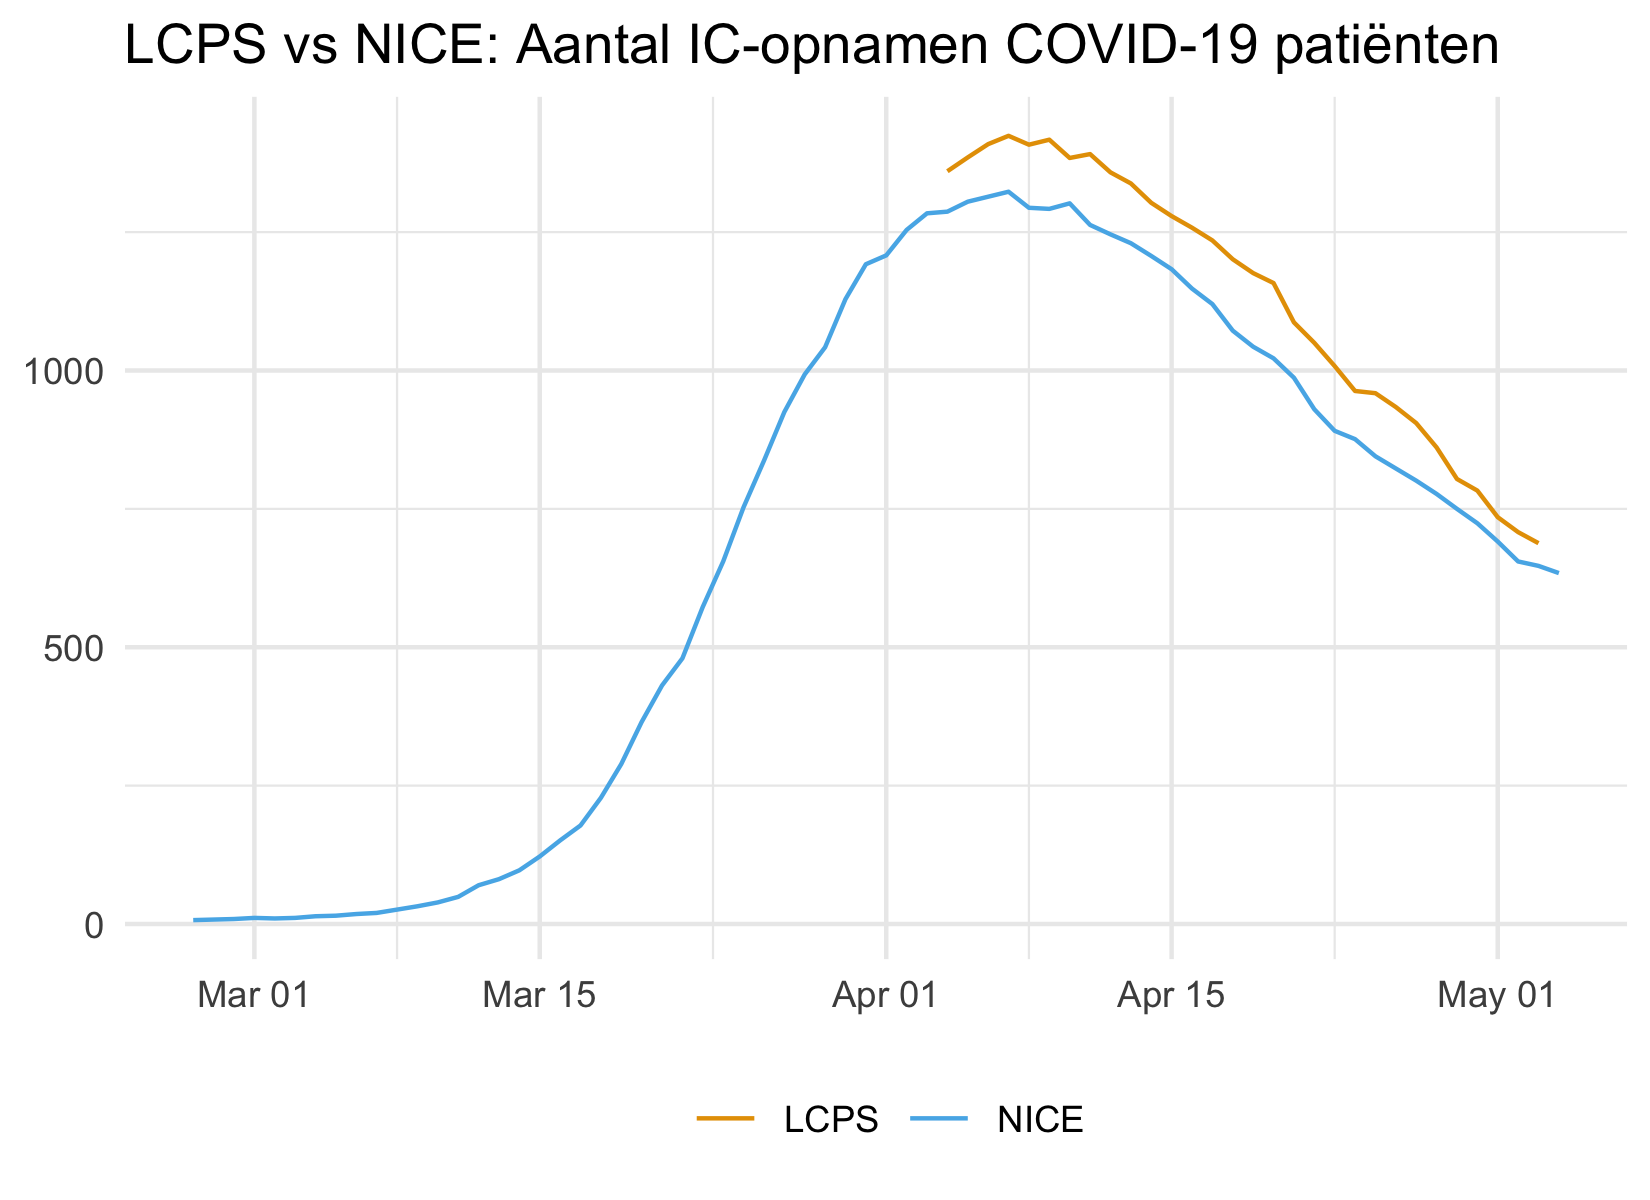 LCPS vs NICE: Aantal IC-opnamen COVID-19 patiënten
1000
500
0
Mar 01 Mar 15 Apr 01 Apr 15 May 01
LCPS NICE